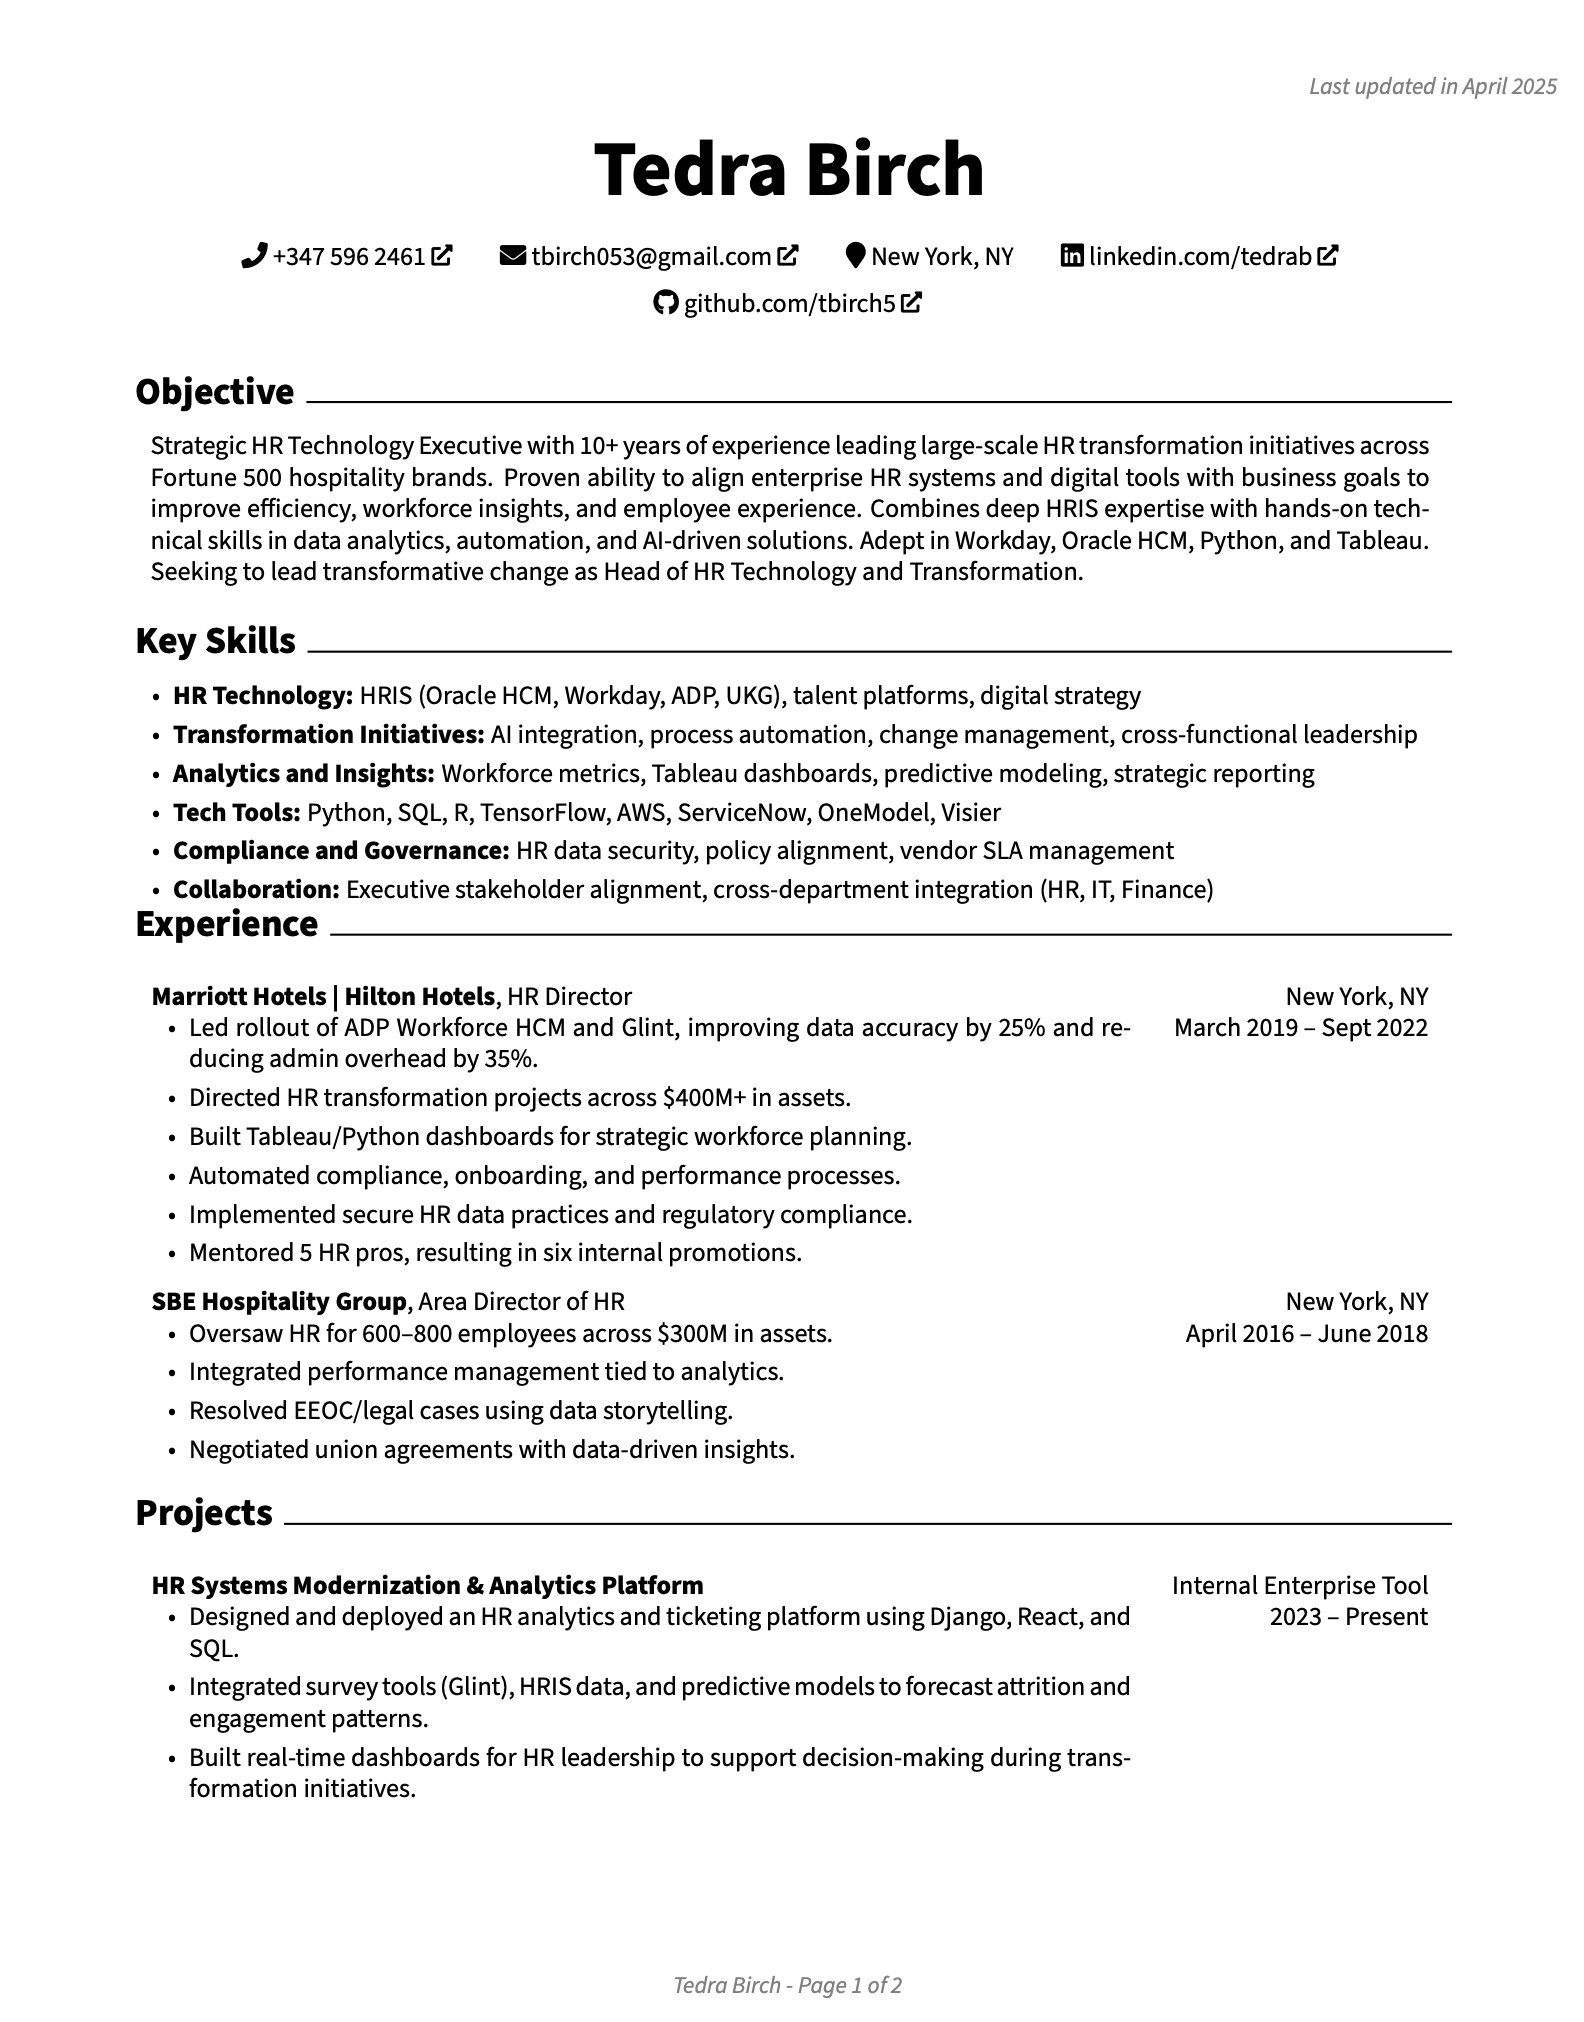 Last updated in April 2025
Tedra Birch
+347 596 2461 tbirch053@gmail.com New York, NY linkedin.com/tedrab
github.com/tbirch5
Objective
Strategic HR Technology Executive with 10+ years of experience leading large-scale HR transformation initiatives across
Fortune 500 hospitality brands. Proven ability to align enterprise HR systems and digital tools with business goals to
improve efficiency, workforce insights, and employee experience. Combines deep HRIS expertise with hands-on tech-
nical skills in data analytics, automation, and AI-driven solutions. Adept in Workday, Oracle HCM, Python, and Tableau.
Seeking to lead transformative change as Head of HR Technology and Transformation.
Key Skills
• HR Technology: HRIS (Oracle HCM, Workday, ADP, UKG), talent platforms, digital strategy
• Transformation Initiatives: AI integration, process automation, change management, cross-functional leadership
• Analytics and Insights: Workforce metrics, Tableau dashboards, predictive modeling, strategic reporting
• Tech Tools: Python, SQL, R, TensorFlow, AWS, ServiceNow, OneModel, Visier
• Compliance and Governance: HR data security, policy alignment, vendor SLA management
• Collaboration: Executive stakeholder alignment, cross-department integration (HR, IT, Finance)
Experience
Marriott Hotels | Hilton Hotels, HR Director New York, NY
• Led rollout of ADP Workforce HCM and Glint, improving data accuracy by 25% and re- March 2019 – Sept 2022
ducing admin overhead by 35%.
• Directed HR transformation projects across $400M+ in assets.
• Built Tableau/Python dashboards for strategic workforce planning.
• Automated compliance, onboarding, and performance processes.
• Implemented secure HR data practices and regulatory compliance.
• Mentored 5 HR pros, resulting in six internal promotions.
SBE Hospitality Group, Area Director of HR New York, NY
• Oversaw HR for 600–800 employees across $300M in assets. April 2016 – June 2018
• Integrated performance management tied to analytics.
• Resolved EEOC/legal cases using data storytelling.
• Negotiated union agreements with data-driven insights.
Projects
HR Systems Modernization & Analytics Platform Internal Enterprise Tool
• Designed and deployed an HR analytics and ticketing platform using Django, React, and 2023 – Present
SQL.
• Integrated survey tools (Glint), HRIS data, and predictive models to forecast attrition and
engagement patterns.
• Built real-time dashboards for HR leadership to support decision-making during trans-
formation initiatives.
Tedra Birch - Page 1 of 2